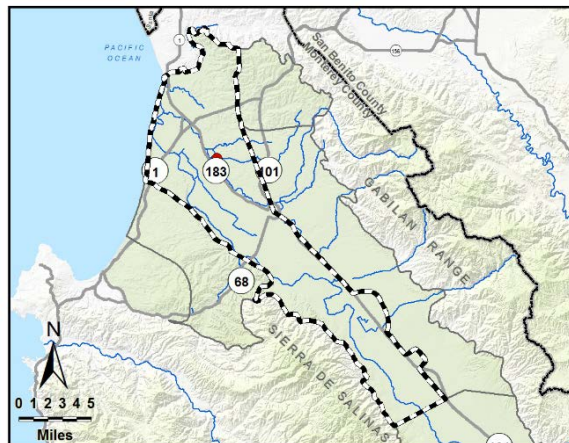 1
PACIFIC
OCEAN
156
San Benito County
Monterey County
183
101
1
GABILAN RANGE
68
N
SIERRA DE SALINAS
0 1 2 3 4 5
Miles